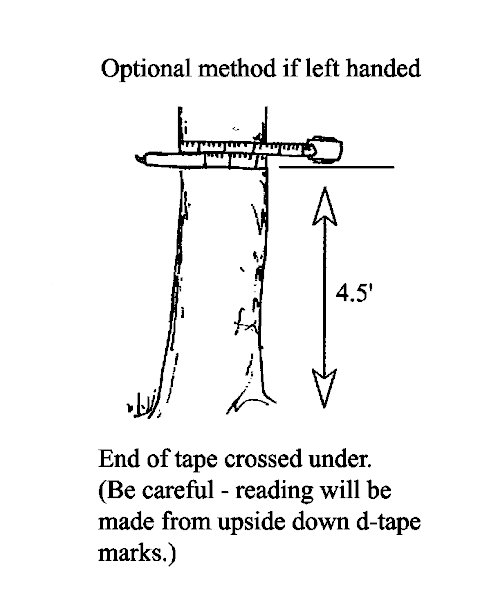 Optional method if left handed
4.5'
End of tape crossed under.
(Be careful - reading will be
made from upside down d-tape
marks.)